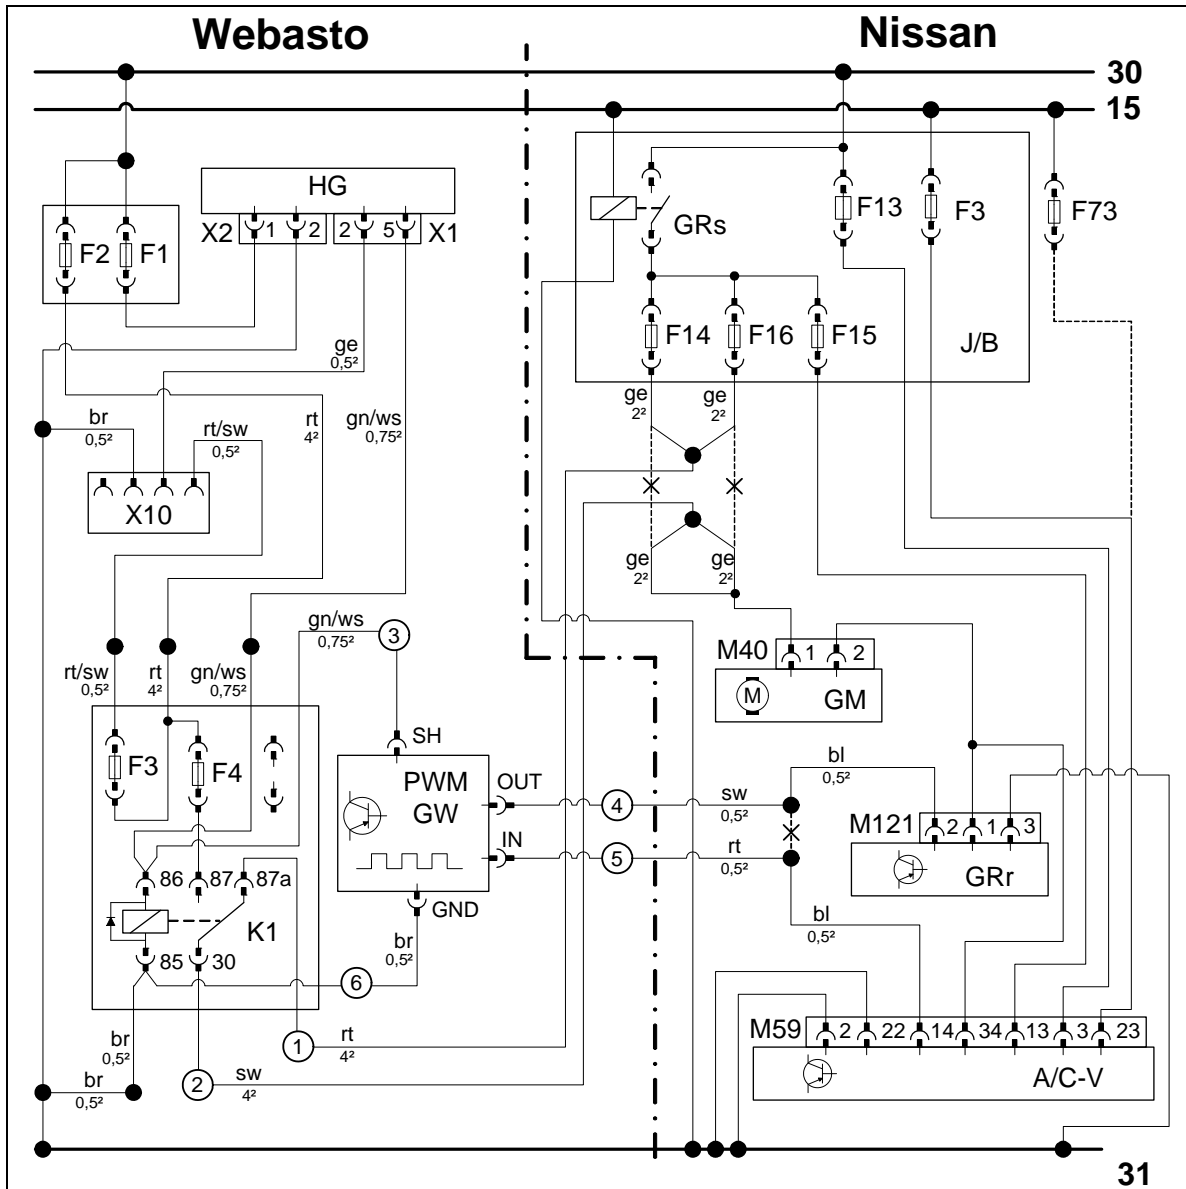 Webasto Nissan
30
15
HG
X2 1 2 2 5 X1
F2 F1
GRs F13 F3 F73
F14 F16 F15 J/B
ge
0,5²
br
0,5²
rt/sw
0,5²
rt
4²
gn/ws
0,75²
ge
2²
ge
2²
X10
ge
2²
ge
2²
gn/ws
0,75²
3
rt/sw
0,5²
rt
4²
gn/ws
0,75²
M40 1 2
M GM
F3 F4
SH
PWM
GW
OUT
IN
GND
4
sw
0,5²
bl
0,5²
5
rt
0,5²
M121 2 1 3
GRr
86 87 87a
K1
85 30
br
0,5²
6
bl
0,5²
br
0,5²
1
rt
4²
M59 2 22 14 34 13 3 23
A/C-V
br
0,5²
2
sw
4²
31